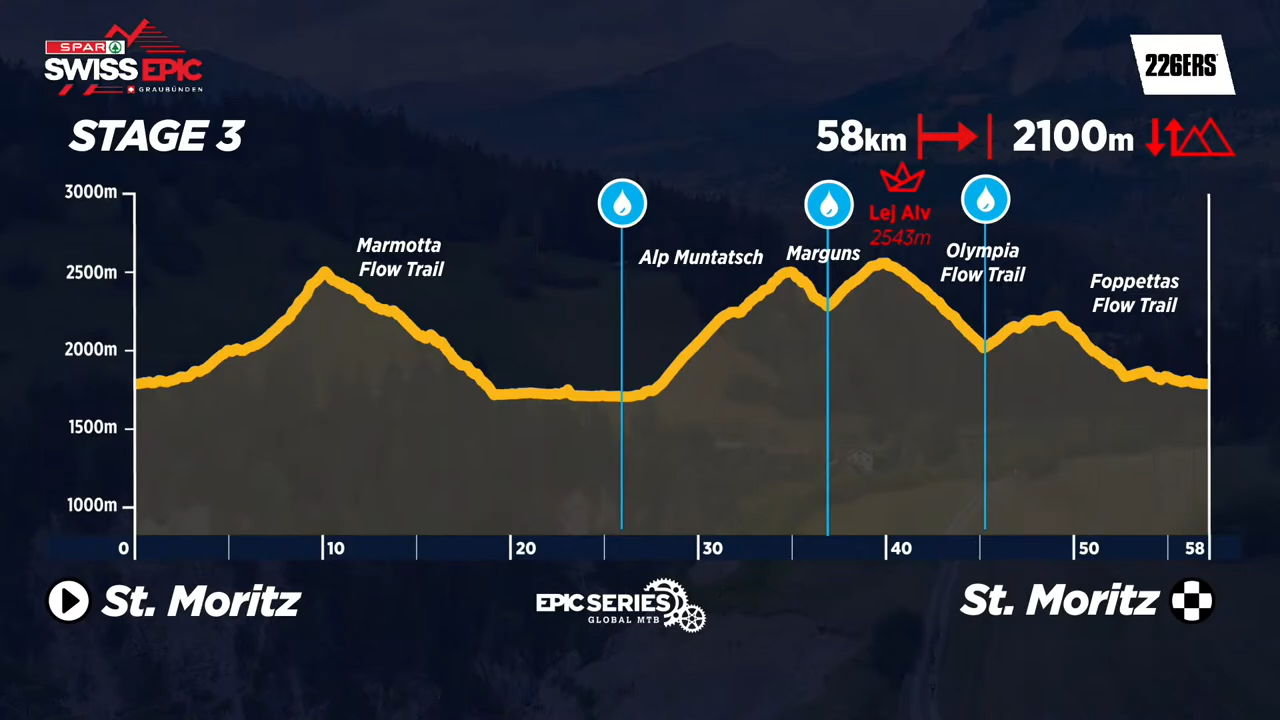 SPAR
SWISS EPIC
GRAUBÜNDEN
226ERS
STAGE 3
58km
2100m
3000m
2500m
2000m
1500m
1000m
Marmotta
Flow Trail
Alp Muntatsch
Marguns
Lej Alv
2543m
Olympia
Flow Trail
Foppettas
Flow Trail
0
10
20
30
40
50
58
St. Moritz
EPIC SERIES
GLOBAL MTB
St. Moritz